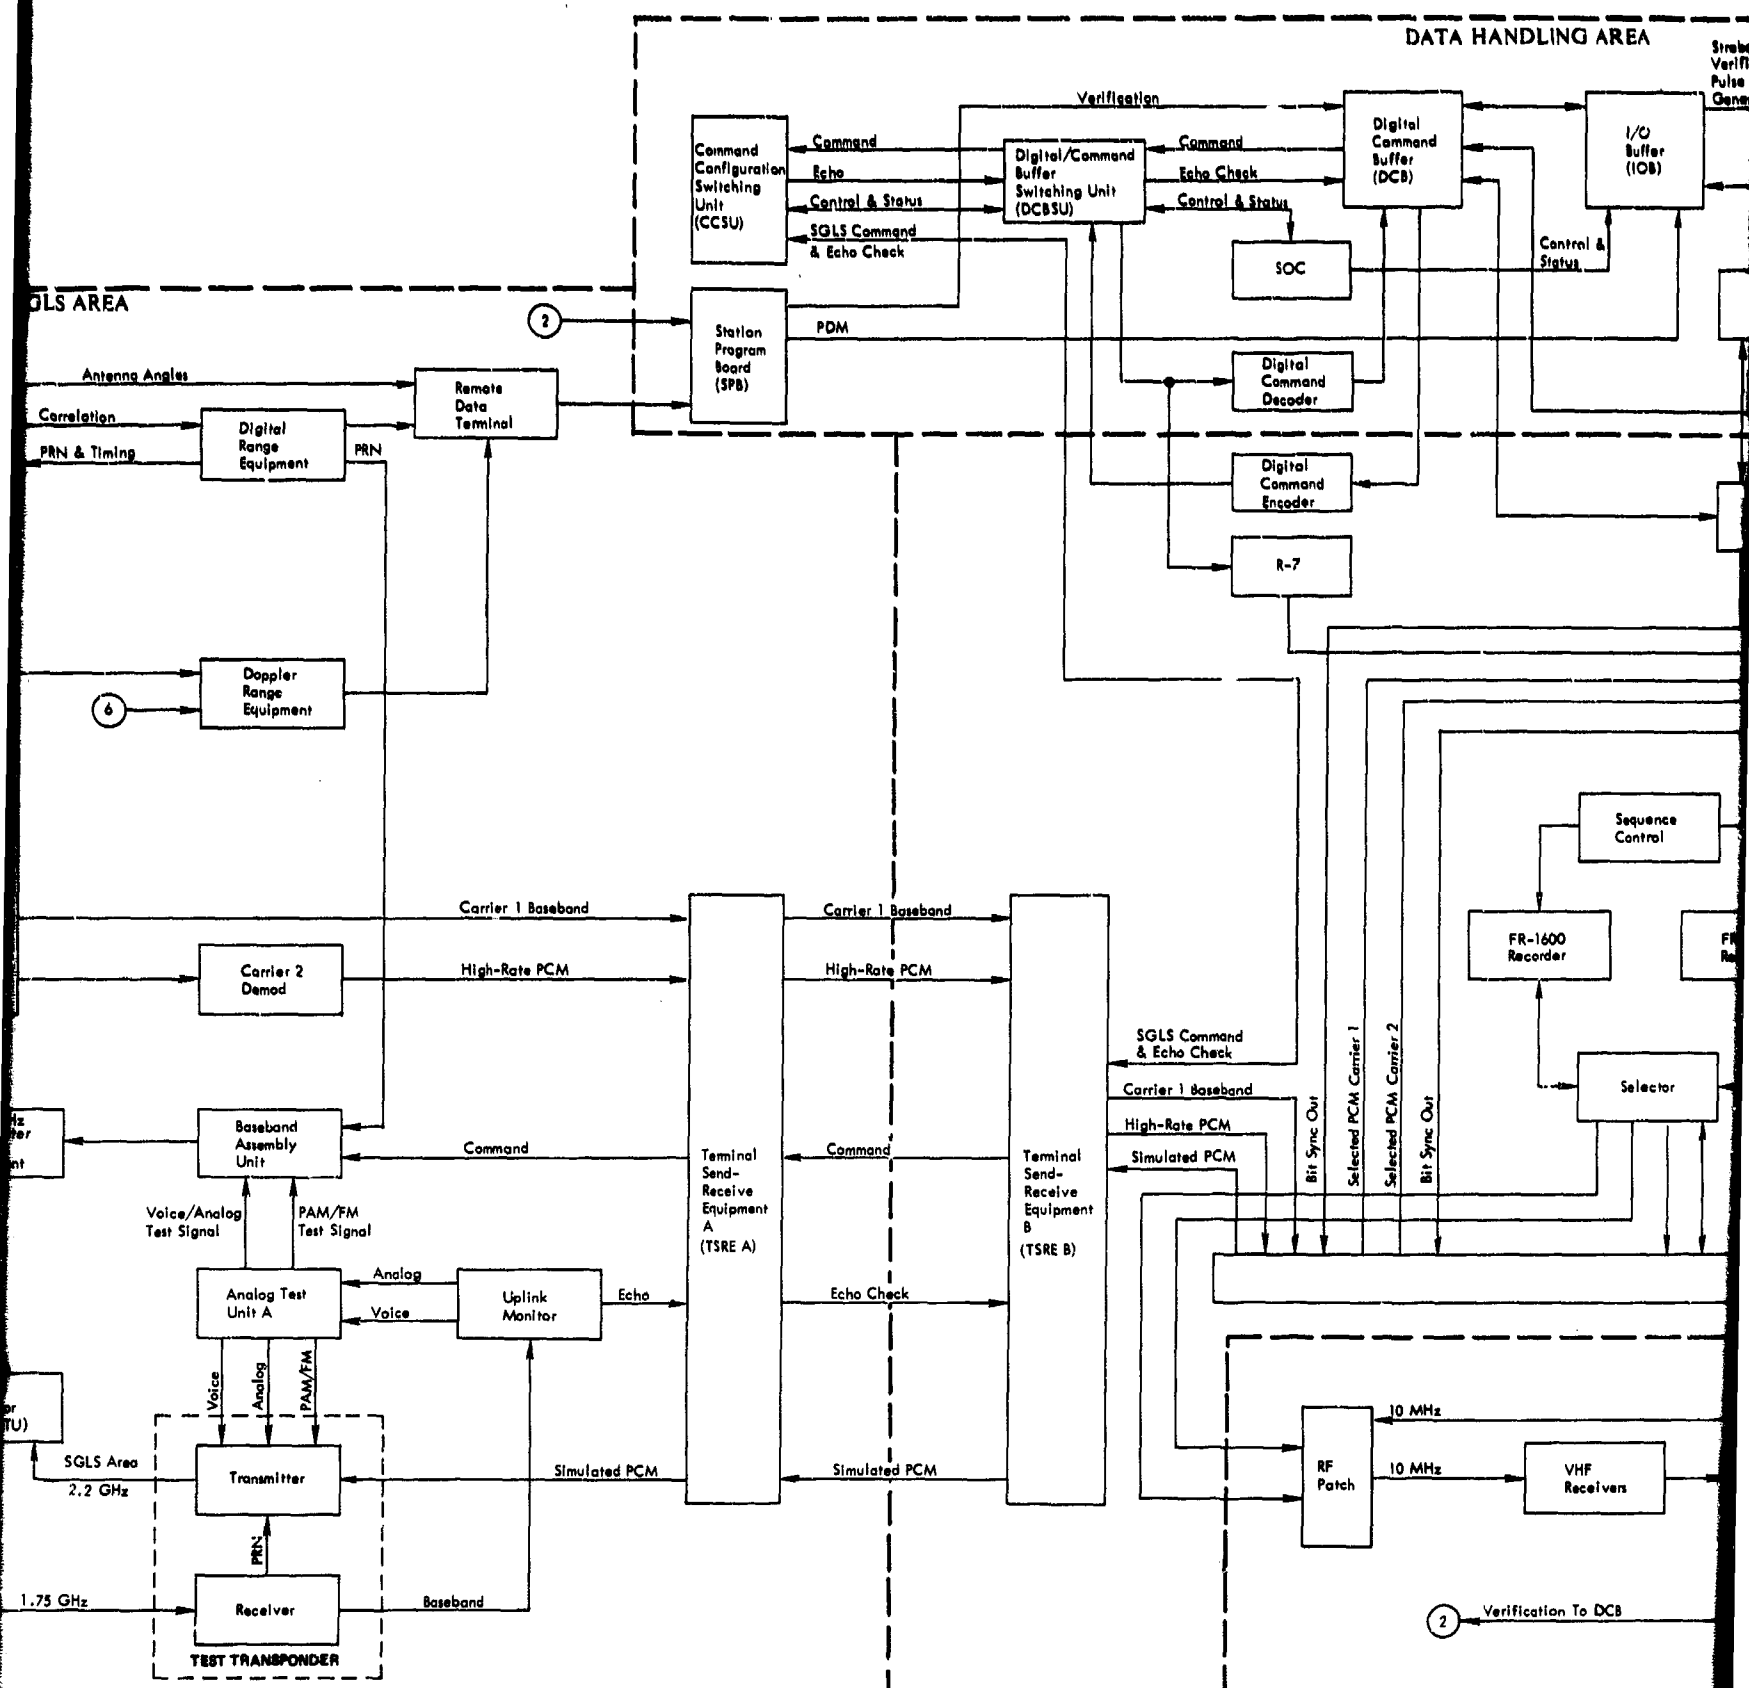 DATA HANDLING AREA
Verification
Command
Configuration
Switching
Unit
(CCSU)
Command
Echo
Control & Status
SGLS Command
& Echo Check
Digital/Command
Buffer
Switching Unit
(DCBSU)
Command
Echo Check
Control & Status
Digital
Command
Buffer
(DCB)
I/O
Buffer
(IOB)
Pulse
SOC
Control &
Status
AREA
2
Station
Program
Board
(SPB)
PDM
Digital
Command
Decoder
Antenna Angles
Correlation
PRN & Timing
Digital
Range
Equipment
PRN
Remote
Data
Terminal
Digital
Command
Encoder
R-7
Doppler
Range
Equipment
6
Sequence
Control
FR-1600
Recorder
Selector
Carrier 1 Baseband
Carrier 1 Baseband
Carrier 2
Demod
High-Rate PCM
High-Rate PCM
SGLS Command
& Echo Check
Carrier 1 Baseband
High-Rate PCM
Simulated PCM
Bit Sync Out
Selected PCM Carrier 1
Selected PCM Carrier 2
Bit Sync Out
Baseband
Assembly
Unit
Command
Command
Terminal
Send-
Receive
Equipment
A
(TSRE A)
Terminal
Send-
Receive
Equipment
B
(TSRE B)
Voice/Analog
Test Signal
PAM/FM
Test Signal
Analog Test
Unit A
Analog
Voice
Uplink
Monitor
Echo
Echo Check
Voice
Analog
PAM/FM
TU)
SGLS Area
2.2 GHz
Transmitter
Simulated PCM
Simulated PCM
PRN
1.75 GHz
Receiver
Baseband
TEST TRANSPONDER
RF
Patch
10 MHz
10 MHz
VHF
Receivers
2
Verification To DCB